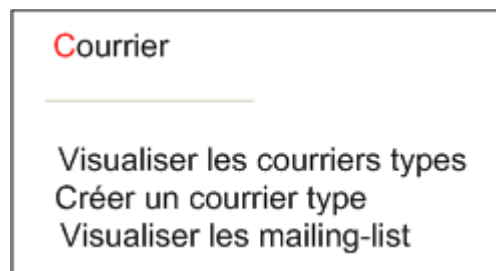 Courrier
Visualiser les courriers types
Créer un courrier type
Visualiser les mailing-list